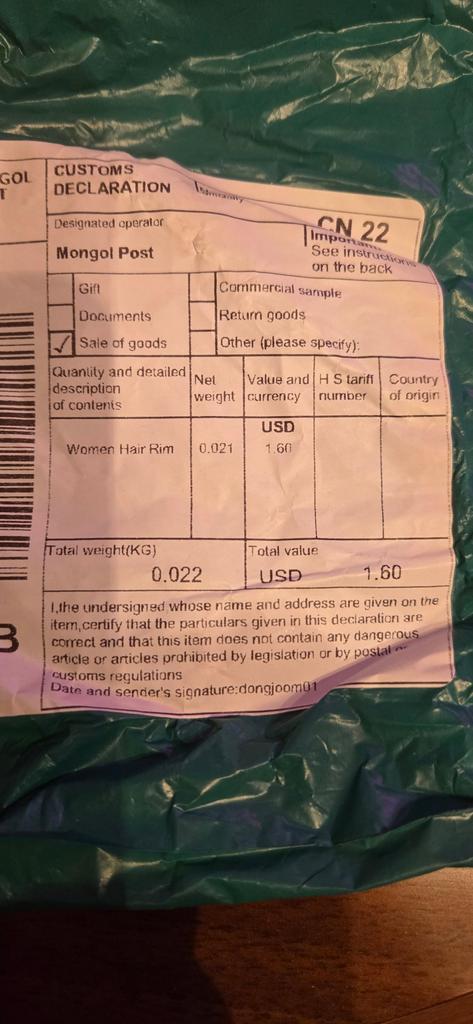 GOL
T
CUSTOMS
DECLARATION
Designated operator
CN 22
Important
Mongol Post
See instructions
on the back
Gift
Commercial sample
Documents
Return goods
✓ Sale of goods
Other (please specify):
Quantity and detailed
description
of contents
Net
weight
Value and
currency
H S tariff
number
Country
of origin
USD
Women Hair Rim 0.021 1.60
Total weight(KG) Total value
0.022 USD 1.60
I,the undersigned whose name and address are given on the
item,certify that the particulars given in this declaration are
correct and that this item does not contain any dangerous
article or articles prohibited by legislation or by postal or
customs regulations
Date and sender's signature:dongjoom01
B